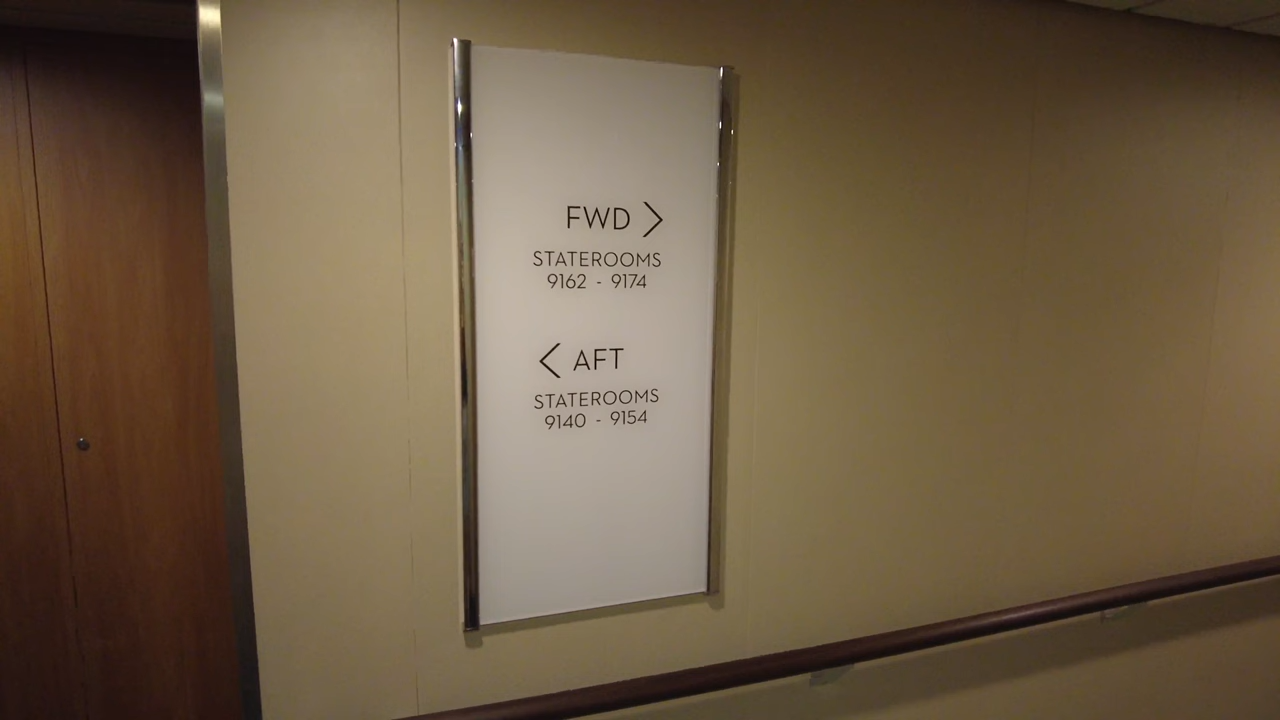 FWD >
STATEROOMS
9162 - 9174
< AFT
STATEROOMS
9140 - 9154